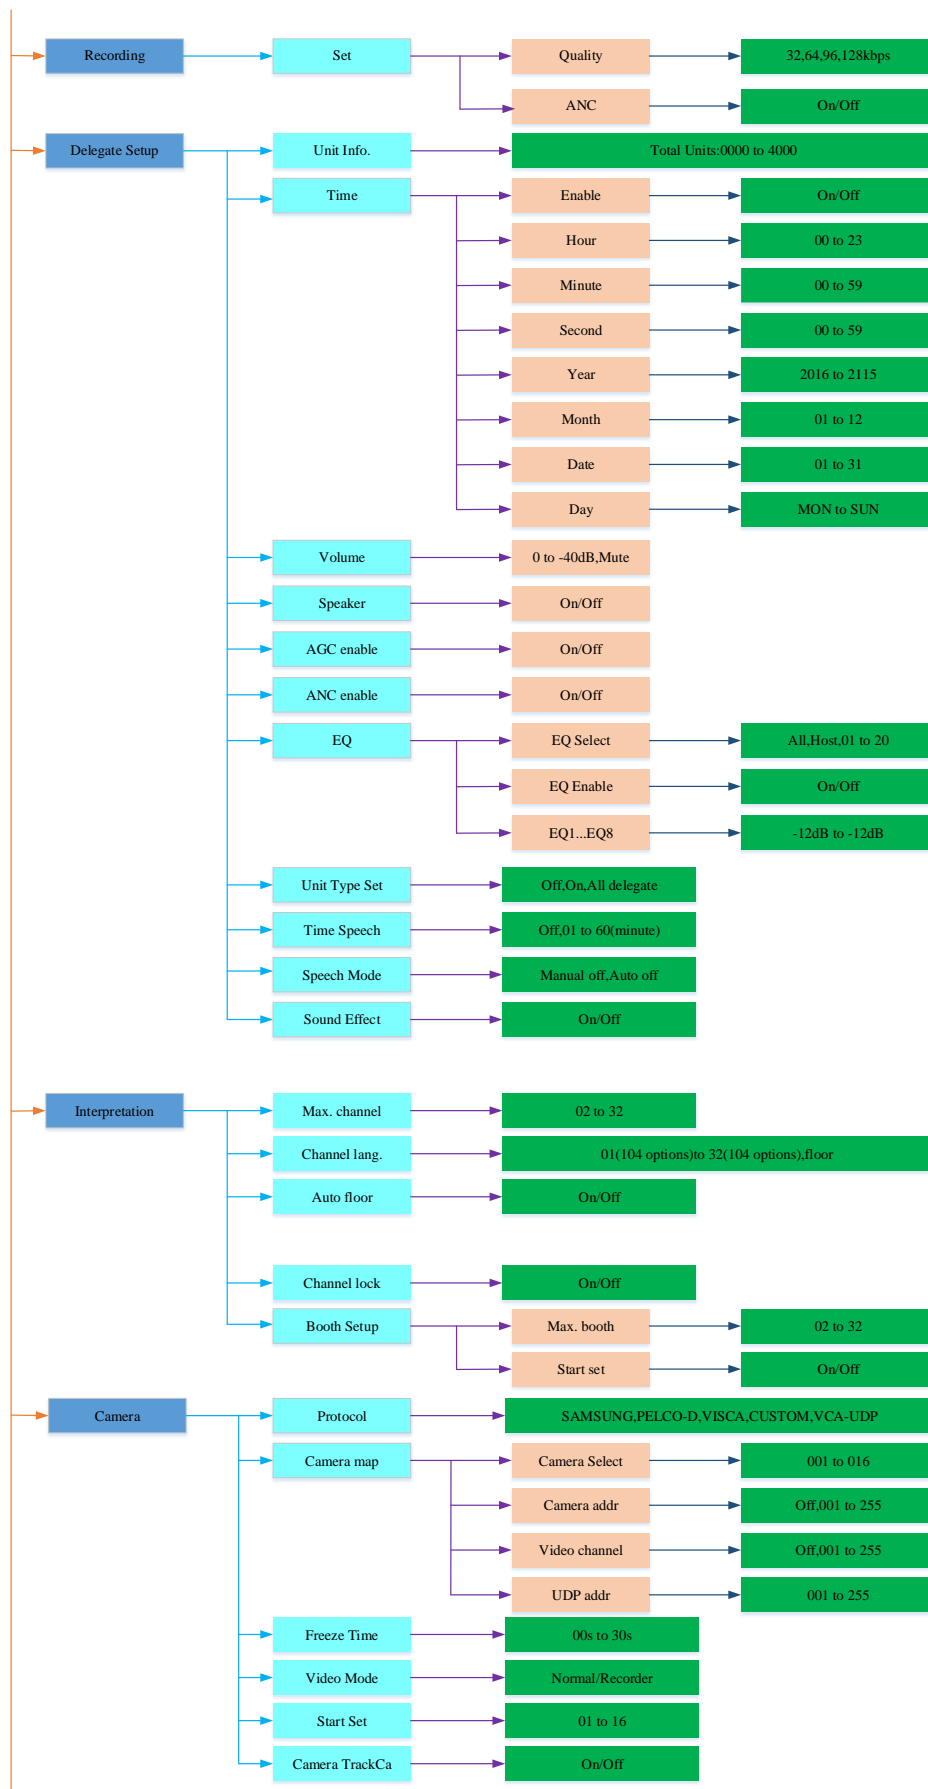 Recording
Set
Quality
32,64,96,128kbps
ANC
On/Off
Delegate Setup
Unit Info.
Total Units:0000 to 4000
Time
Enable
On/Off
Hour
00 to 23
Minute
00 to 59
Second
00 to 59
Year
2016 to 2115
Month
01 to 12
Date
01 to 31
Day
MON to SUN
Volume
0 to -40dB,Mute
Speaker
On/Off
AGC enable
On/Off
ANC enable
On/Off
EQ
EQ Select
All,Host,01 to 20
EQ Enable
On/Off
EQ1...EQ8
-12dB to -12dB
Unit Type Set
Off,On,All delegate
Time Speech
Off,01 to 60(minute)
Speech Mode
Manual off,Auto off
Sound Effect
On/Off
Interpretation
Max. channel
02 to 32
Channel lang.
01(104 options)to 32(104 options),floor
Auto floor
On/Off
Channel lock
On/Off
Booth Setup
Max. booth
02 to 32
Start set
On/Off
Camera
Protocol
SAMSUNG,PELCO-D,VISCA,CUSTOM,VCA-UDP
Camera map
Camera Select
001 to 016
Camera addr
Off,001 to 255
Video channel
Off,001 to 255
UDP addr
001 to 255
Freeze Time
00s to 30s
Video Mode
Normal/Recorder
Start Set
01 to 16
Camera TrackCa
On/Off